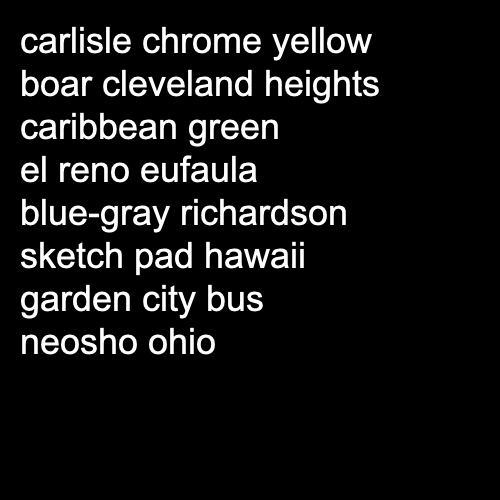 carlisle chrome yellow
boar cleveland heights
caribbean green
el reno eufaula
blue-gray richardson
sketch pad hawaii
garden city bus
neosho ohio